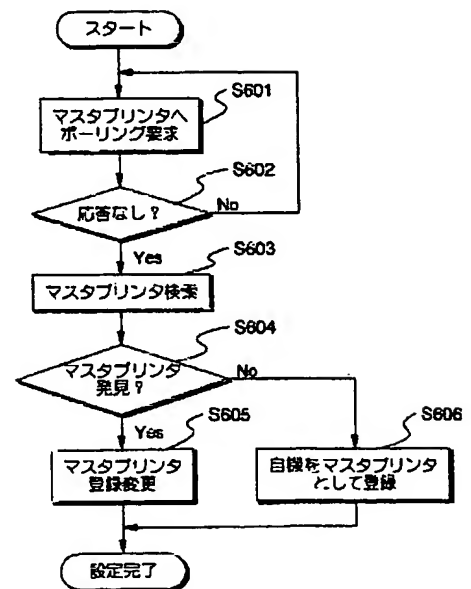 スタート
S601
マスタプリンタへ
ポーリング要求
S602
応答なし?
No
Yes
S603
マスタプリンタ検索
S604
マスタプリンタ
発見?
No
Yes
S605
マスタプリンタ
登録変更
S606
自機をマスタプリンタ
として登録
設定完了